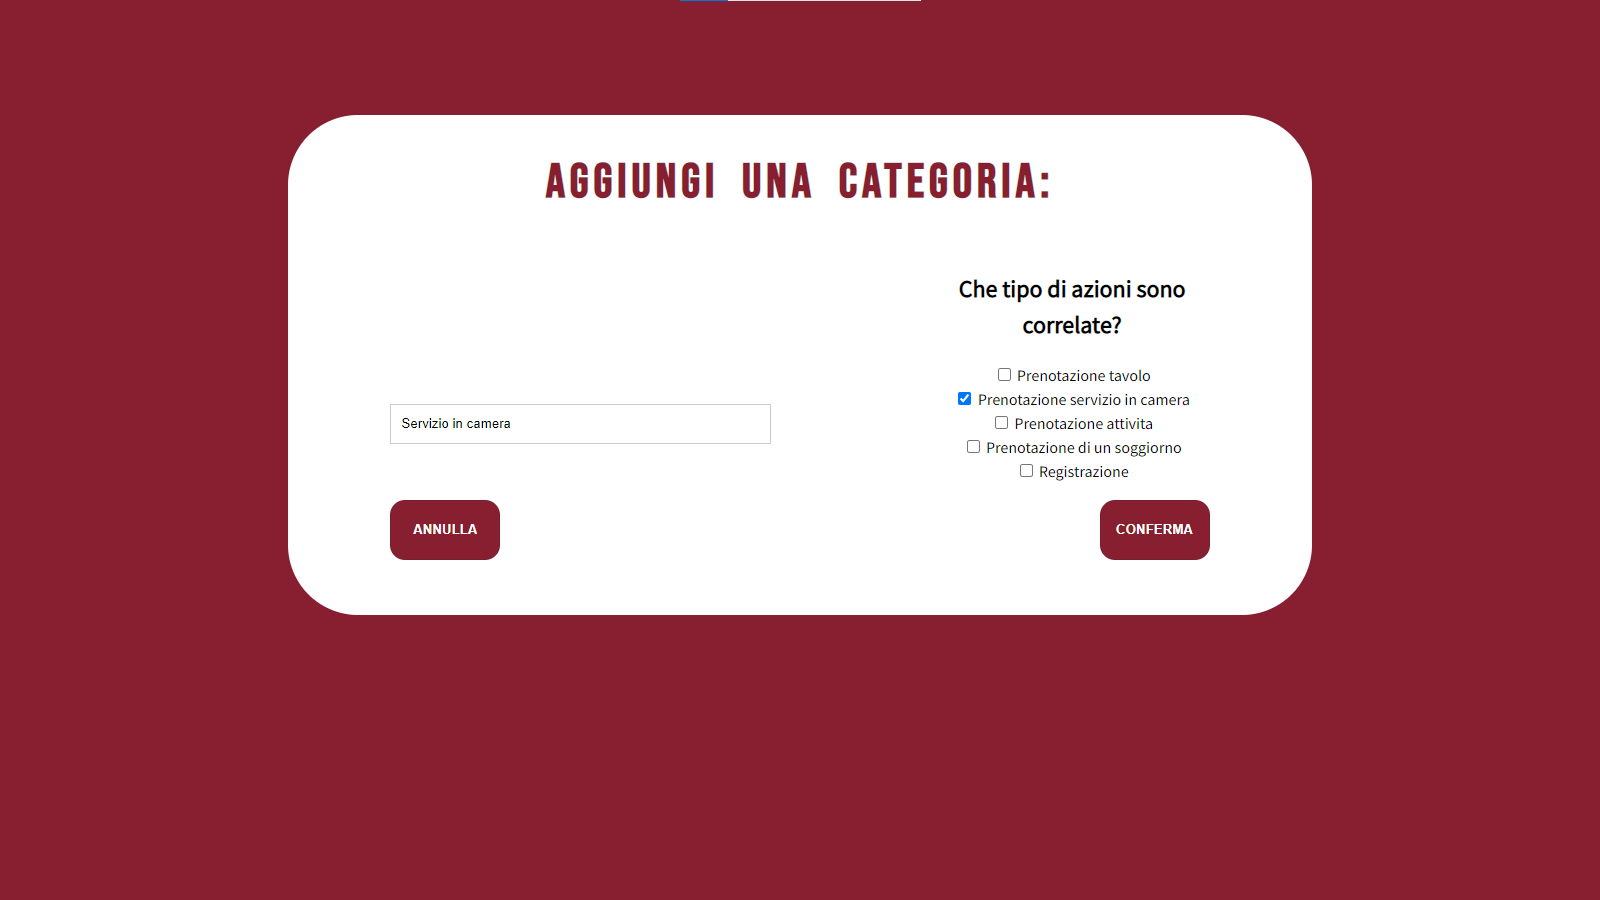 AGGIUNGI UNA CATEGORIA:
Che tipo di azioni sono
correlate?
Prenotazione tavolo
Prenotazione servizio in camera
Servizio in camera
Prenotazione attivita
Prenotazione di un soggiorno
Registrazione
ANNULLA
CONFERMA